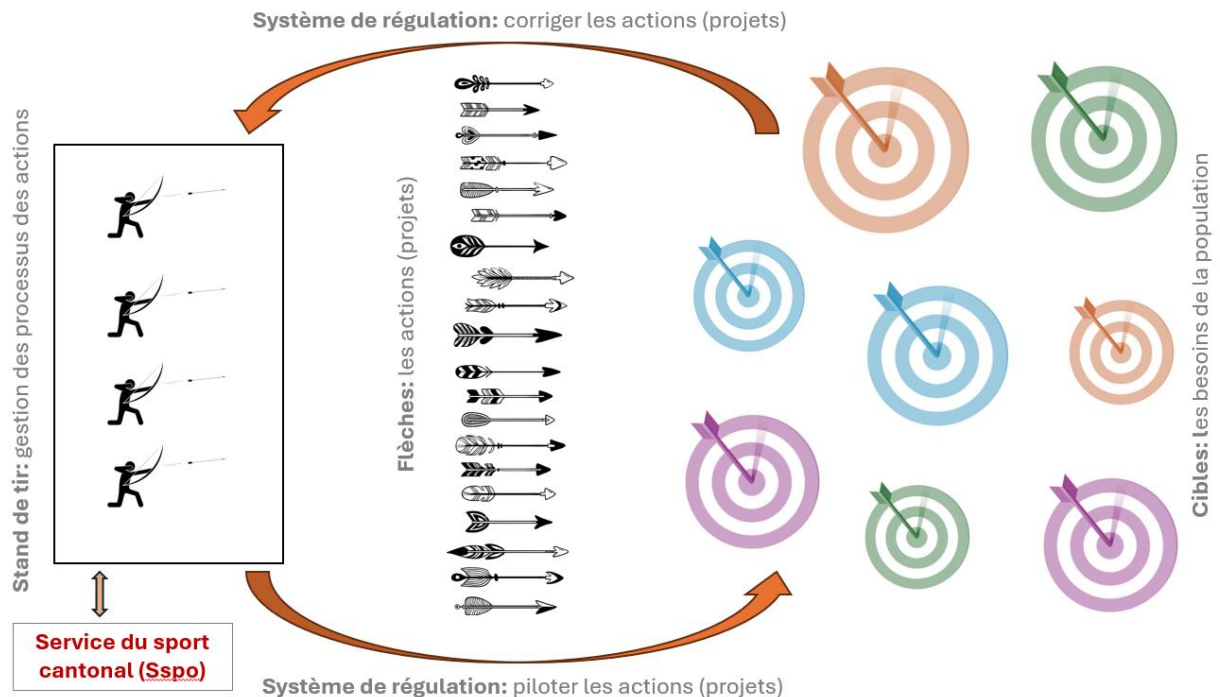 Système de régulation: corriger les actions (projets)
Stand de tir: gestion des processus des actions
Flèches: les actions (projets)
Cibles: les besoins de la population
Service du sport
cantonal (Sspo)
Système de régulation: piloter les actions (projets)